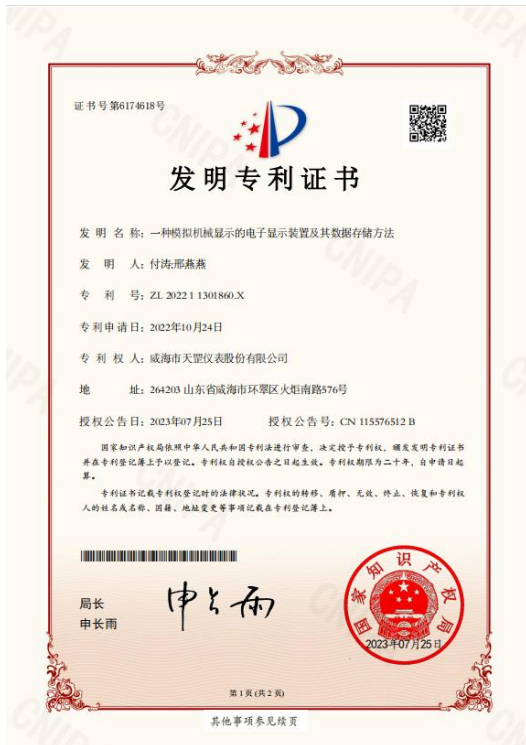 证书号第6174618号
发明专利证书
发 明 名 称：一种模拟机械显示的电子显示装置及其数据存储方法
发 明 人：付涛;邢燕燕
专 利 号：ZL 2022 1 1301860.X
专利申请日：2022年10月24日
专 利 权 人：威海市天罡仪表股份有限公司
地 址：264203 山东省威海市环翠区火炬南路576号
授权公告日：2023年07月25日 授权公告号：CN 115576512 B
国家知识产权局依照中华人民共和国专利法进行审查，决定授予专利权，颁发发明专利证书
并在专利登记簿上予以登记。专利权自授权公告之日起生效。专利权期限为二十年，自申请日起
算。
专利证书记载专利权登记时的法律状况。专利权的转移、质押、无效、终止、恢复和专利权
人的姓名或名称、国籍、地址变更等事项记载在专利登记簿上。
局长
申长雨
申长雨
国家知识产权局
2023年07月25日
第 1 页 (共 2 页)
其他事项参见续页
CNIPA